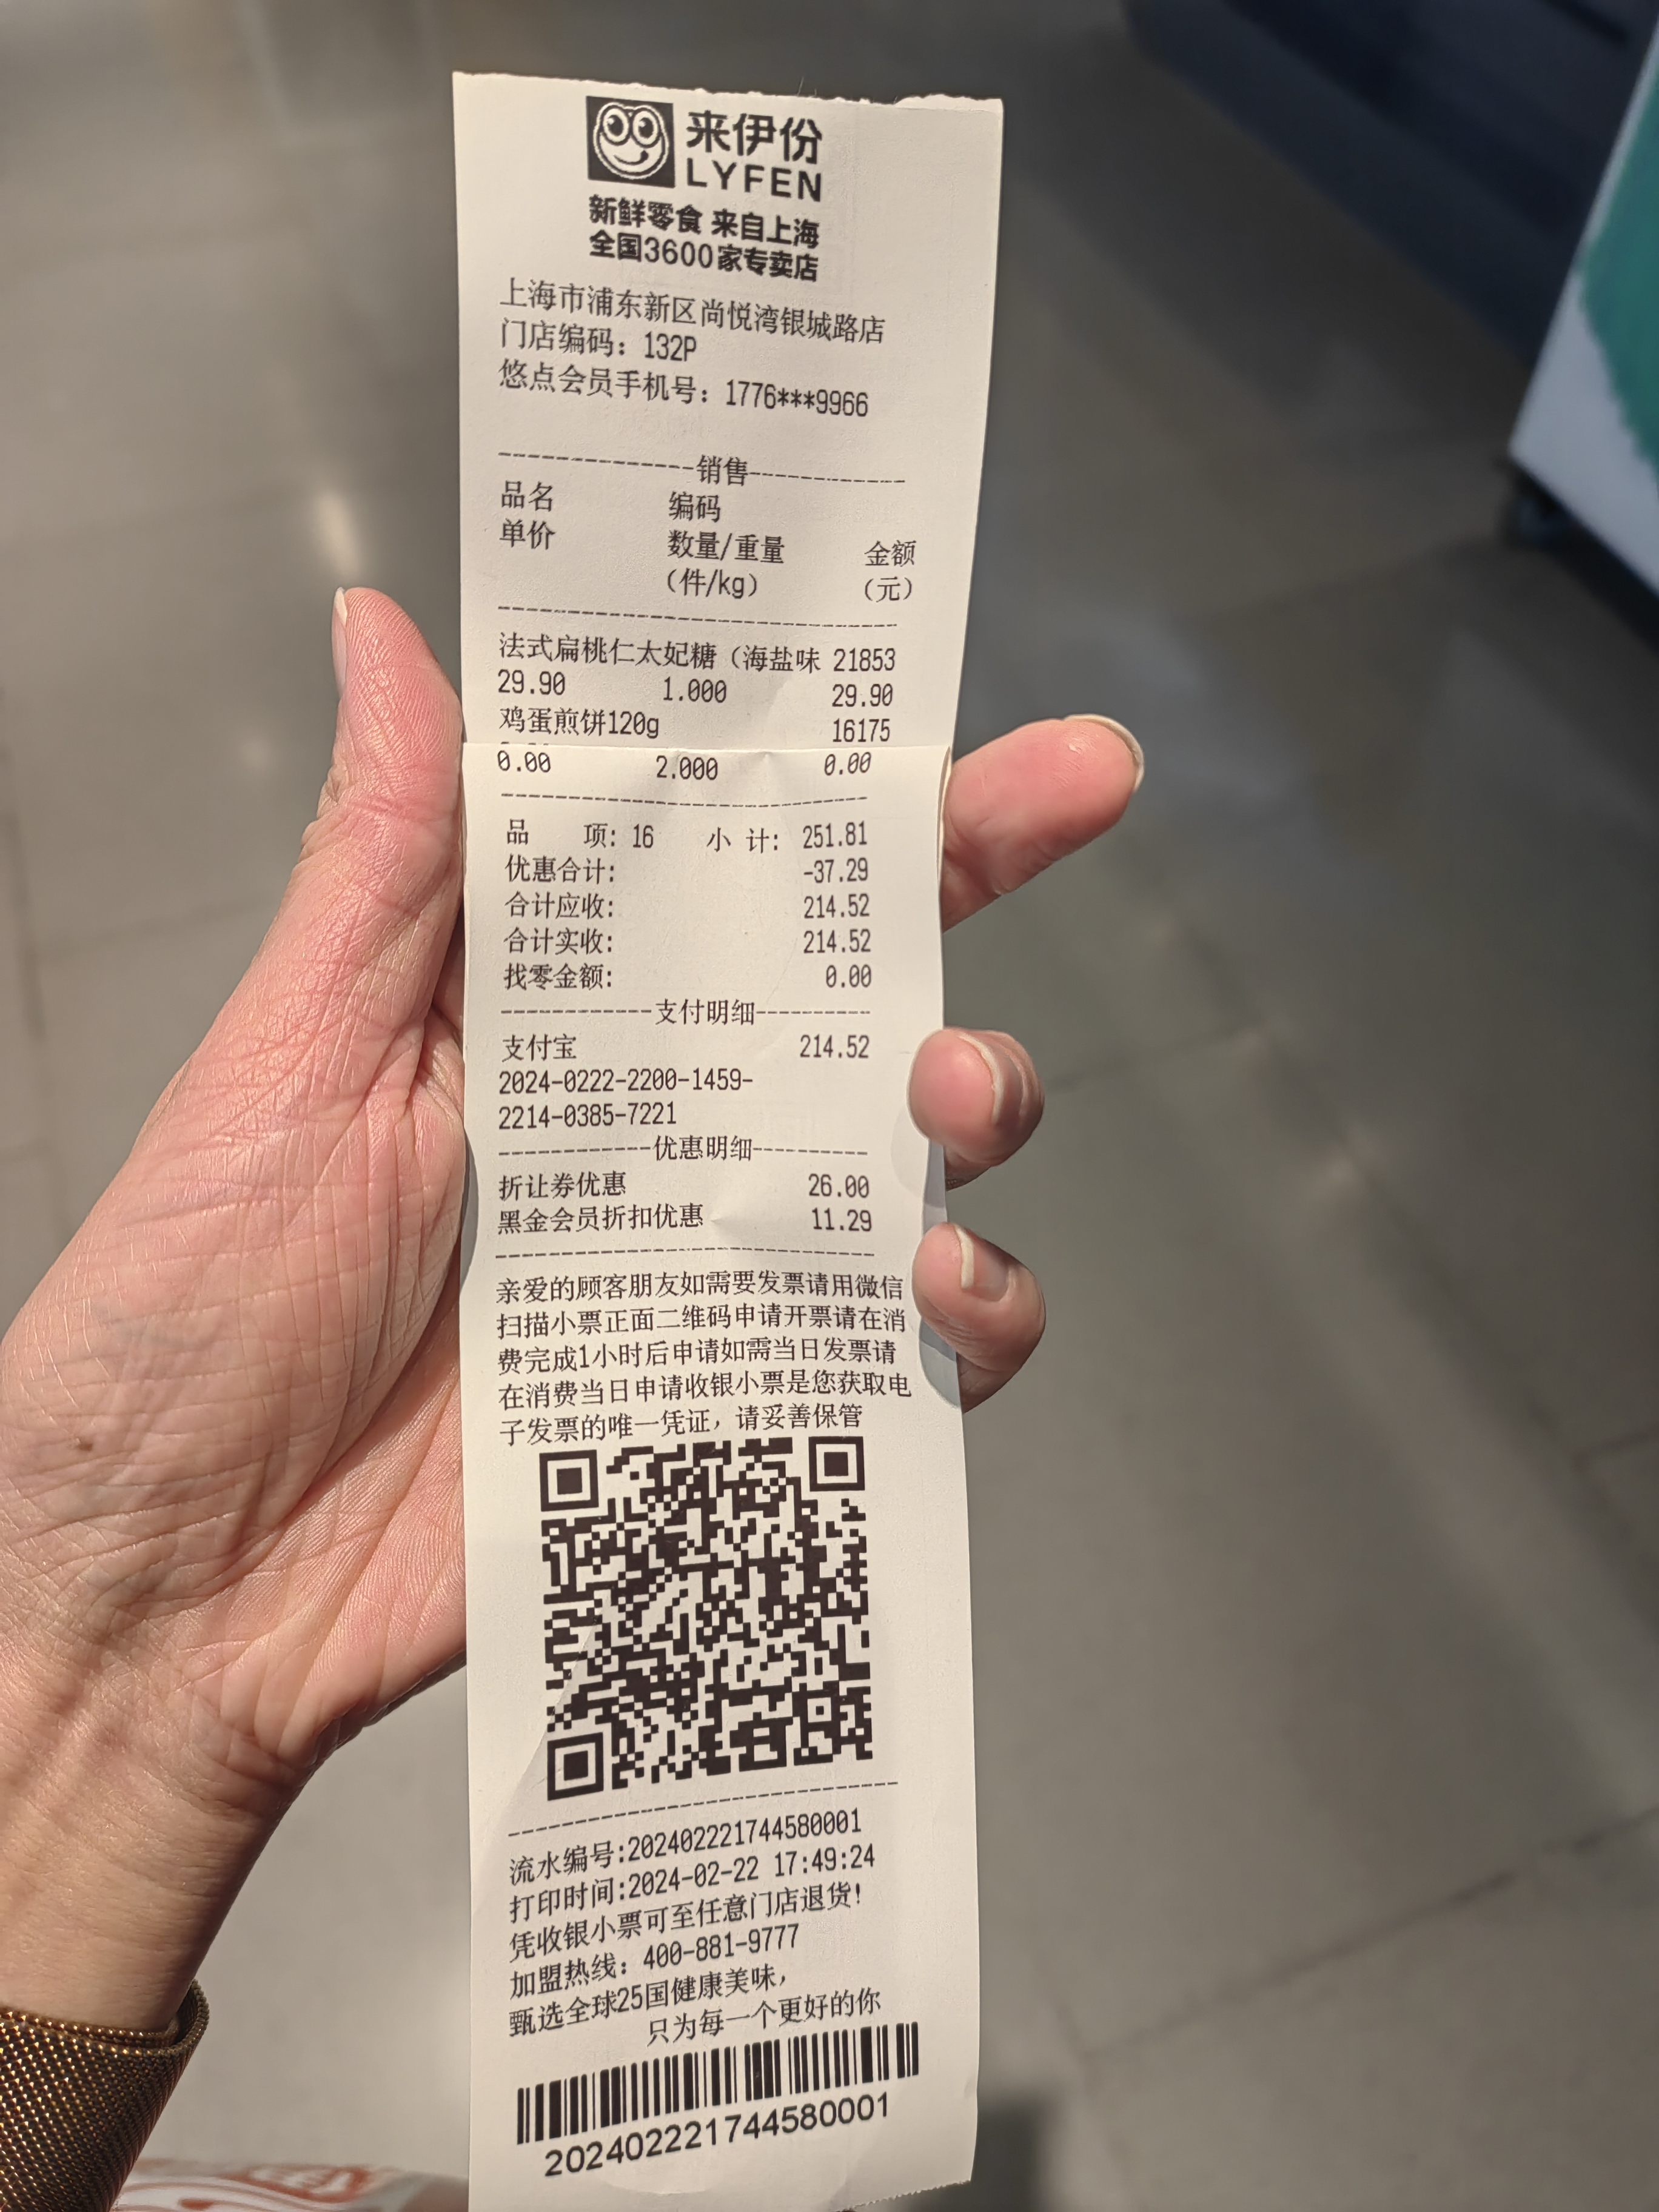 来伊份
LYFEN
新鲜零食 来自上海
全国3600家专卖店
上海市浦东新区尚悦湾银城路店
门店编码：132P
悠点会员手机号：1776***9966
------------销售------------
品名 编码
单价 数量/重量 金额
（件/kg） （元）
法式扁桃仁太妃糖（海盐味 21853
29.90 1.000 29.90
鸡蛋煎饼120g 16175
0.00 2.000 0.00
品 项: 16 小 计: 251.81
优惠合计: -37.29
合计应收: 214.52
合计实收: 214.52
找零金额: 0.00
------------支付明细---------
支付宝 214.52
2024-0222-2200-1459-
2214-0385-7221
------------优惠明细---------
折让券优惠 26.00
黑金会员折扣优惠 11.29
亲爱的顾客朋友如需要发票请用微信
扫描小票正面二维码申请开票请在消
费完成1小时后申请如需当日发票请
在消费当日申请收银小票是您获取电
子发票的唯一凭证，请妥善保管
流水编号:202402221744580001
打印时间:2024-02-22 17:49:24
凭收银小票可至任意门店退货!
加盟热线：400-881-9777
甄选全球25国健康美味，
只为每一个更好的你
202402221744580001